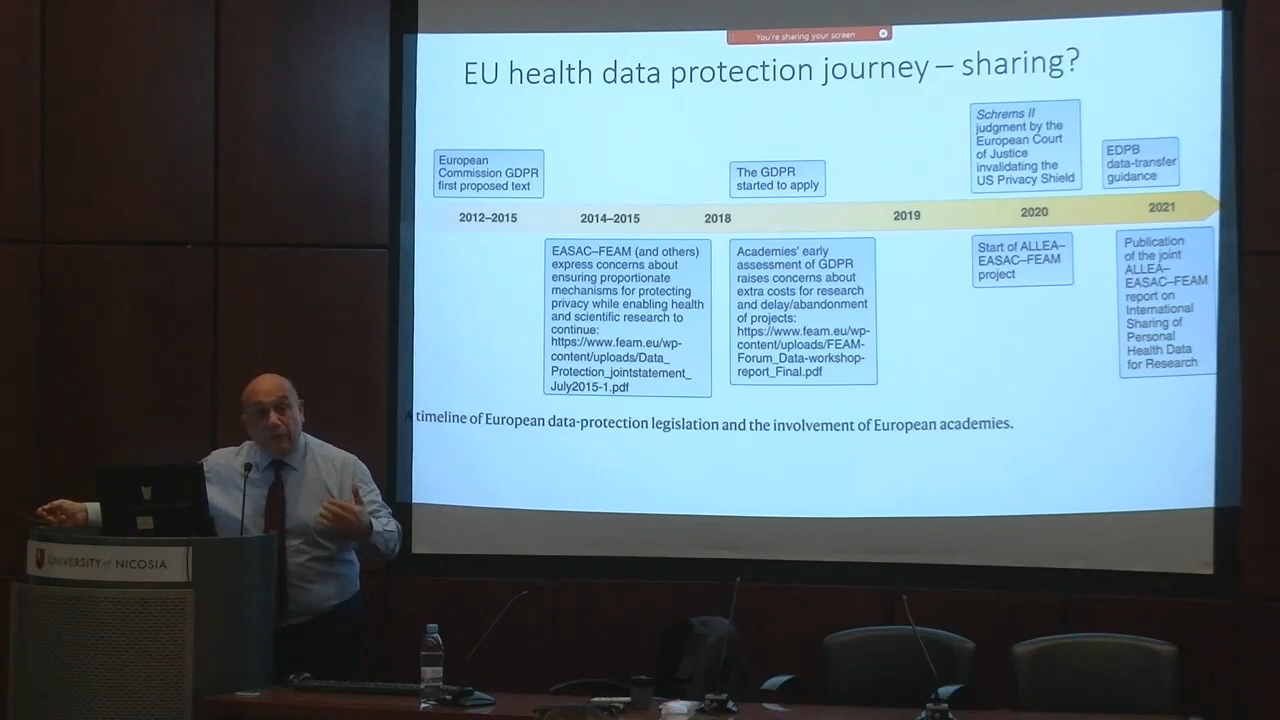 You're sharing your screen
EU health data protection journey – sharing?
European
Commission GDPR
first proposed text
The GDPR
started to apply
Schrems II
judgment by the
European Court
of Justice
invalidating the
US Privacy Shield
EDPB
data-transfer
guidance
2012–2015
2014–2015
2018
2019
2020
2021
EASAC–FEAM (and others)
express concerns about
ensuring proportionate
mechanisms for protecting
privacy while enabling health
and scientific research to
continue:
https://www.feam.eu/wp-
content/uploads/Data_
Protection_jointstatement_
July2015-1.pdf
Academies' early
assessment of GDPR
raises concerns about
extra costs for research
and delay/abandonment
of projects:
https://www.feam.eu/wp-
content/uploads/FEAM-
Forum_Data-workshop-
report_Final.pdf
Start of ALLEA–
EASAC–FEAM
project
Publication
of the joint
ALLEA–
EASAC–FEAM
report on
International
Sharing of
Personal
Health Data
for Research
A timeline of European data-protection legislation and the involvement of European academies.
UNIVERSITY of NICOSIA